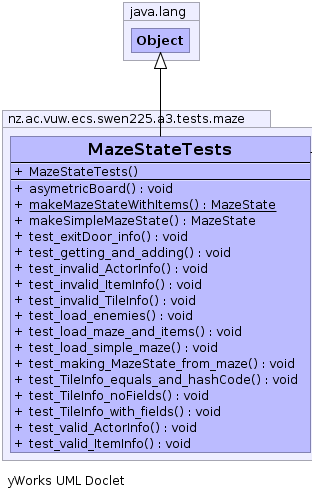 java.lang
Object
nz.ac.vuw.ecs.swen225.a3.tests.maze
MazeStateTests
+ MazeStateTests()
+ asymetricBoard() : void
+ makeMazeStateWithItems() : MazeState
+ makeSimpleMazeState() : MazeState
+ test_exitDoor_info() : void
+ test_getting_and_adding() : void
+ test_invalid_ActorInfo() : void
+ test_invalid_ItemInfo() : void
+ test_invalid_TileInfo() : void
+ test_load_enemies() : void
+ test_load_maze_and_items() : void
+ test_load_simple_maze() : void
+ test_making_MazeState_from_maze() : void
+ test_TileInfo_equals_and_hashCode() : void
+ test_TileInfo_noFields() : void
+ test_TileInfo_with_fields() : void
+ test_valid_ActorInfo() : void
+ test_valid_ItemInfo() : void
yWorks UML Doclet